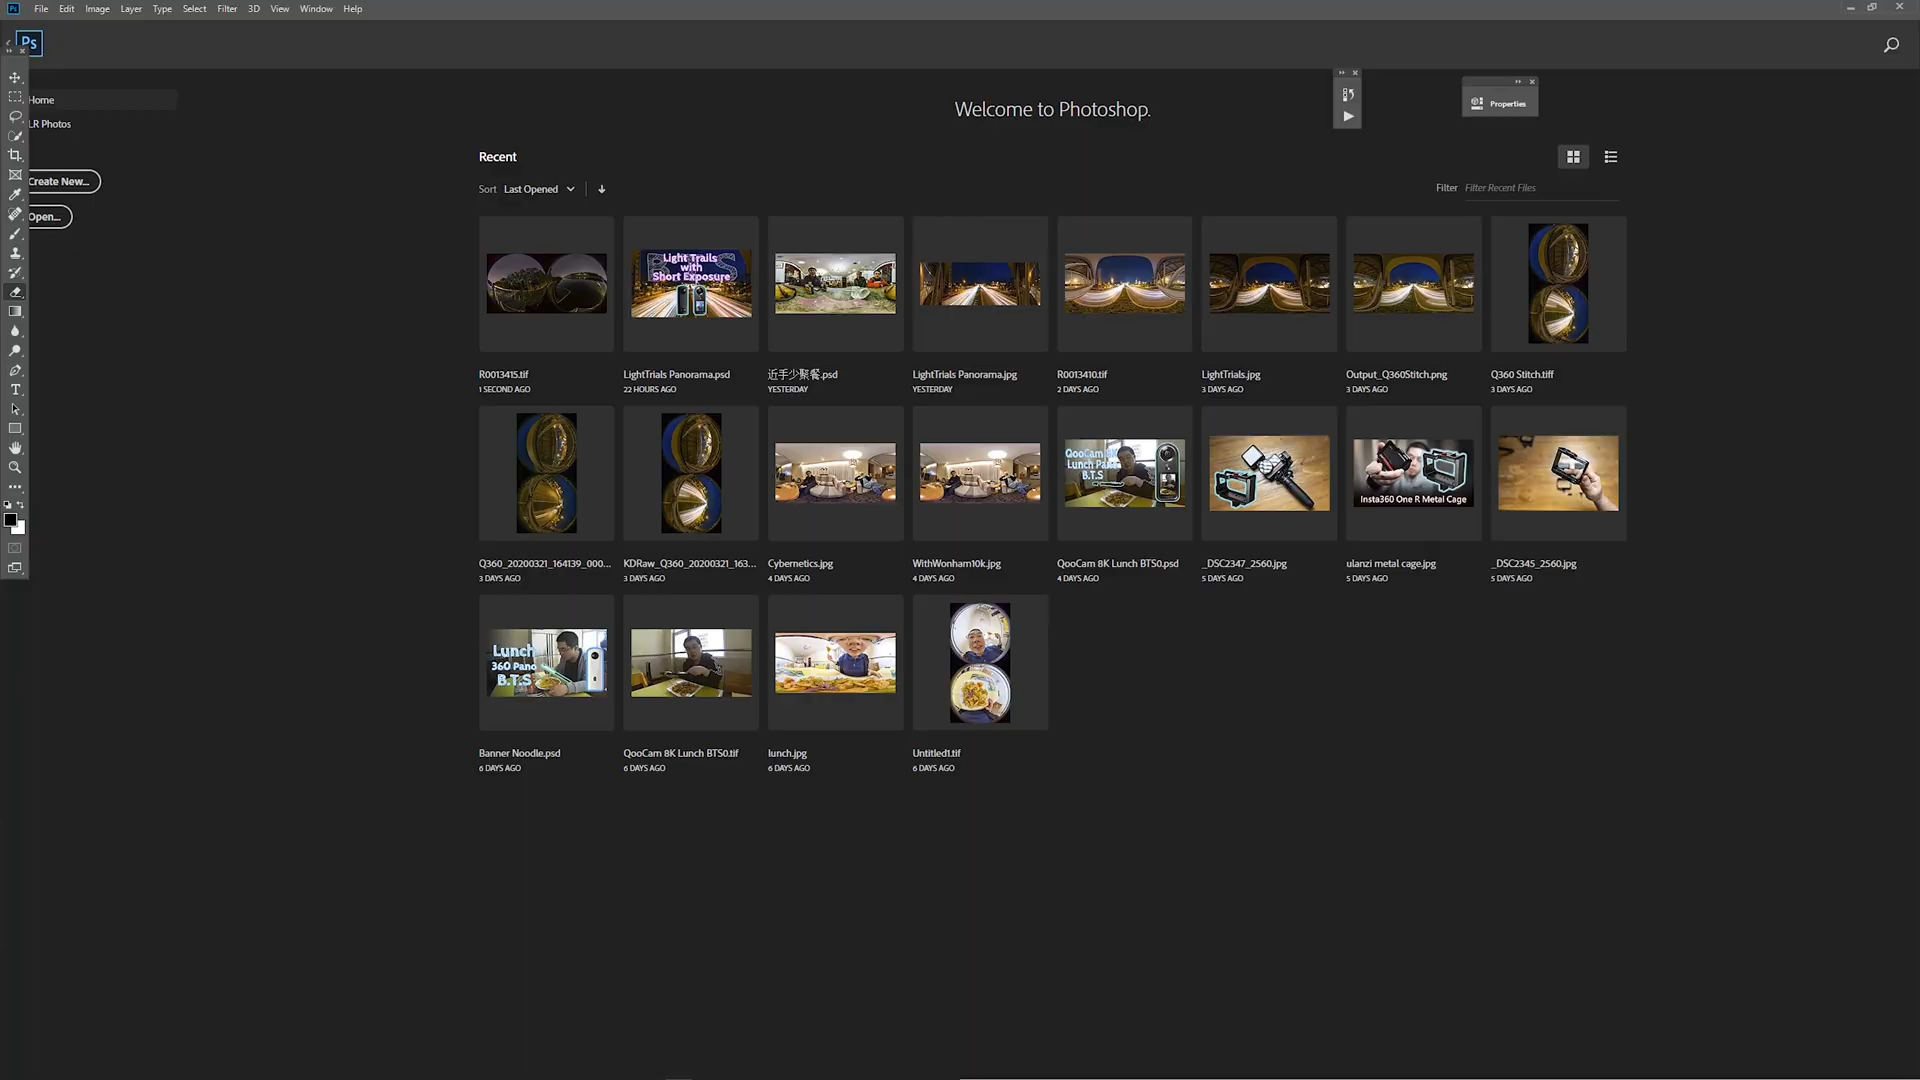 Ps File Edit Image Layer Type Select Filter 3D View Window Help
Ps
Home
LR Photos
Create New...
Open...
Welcome to Photoshop.
Properties
Recent
Sort Last Opened
Filter Filter Recent Files
Light Trails
with
Short Exposure
R0013415.tif
1 SECOND AGO
LightTrials Panorama.psd
22 HOURS AGO
近手少聚餐.psd
YESTERDAY
LightTrials Panorama.jpg
YESTERDAY
R0013410.tif
2 DAYS AGO
LightTrials.jpg
3 DAYS AGO
Output_Q360Stitch.png
3 DAYS AGO
Q360 Stitch.tiff
3 DAYS AGO
QooCam 8K
Lunch Pano
B.T.S
Insta360 One R Metal Cage
Q360_20200321_164139_000...
3 DAYS AGO
KDRaw_Q360_20200321_163...
3 DAYS AGO
Cybernetics.jpg
4 DAYS AGO
WithWonham10k.jpg
4 DAYS AGO
QooCam 8K Lunch BTS0.psd
4 DAYS AGO
_DSC2347_2560.jpg
5 DAYS AGO
ulanzi metal cage.jpg
5 DAYS AGO
_DSC2345_2560.jpg
5 DAYS AGO
Lunch
360 Pano
B.T.S
Banner Noodle.psd
6 DAYS AGO
QooCam 8K Lunch BTS0.tif
6 DAYS AGO
lunch.jpg
6 DAYS AGO
Untitled1.tif
6 DAYS AGO